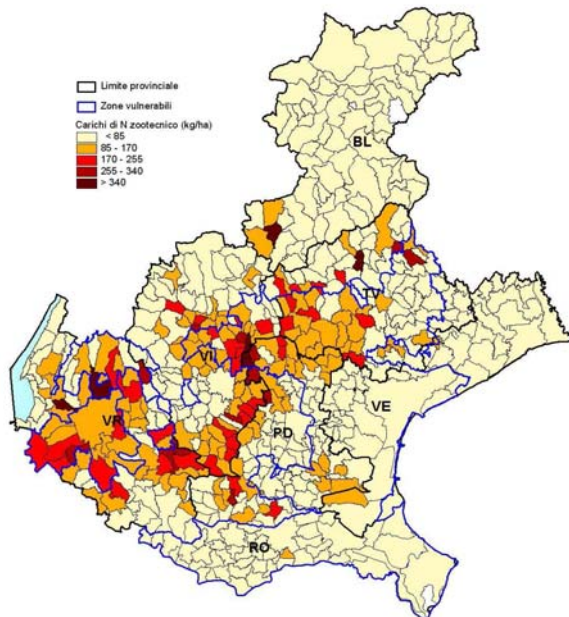 Limite provinciale
Zone vulnerabili
Carichi di N zootecnico (kg/ha)
< 85
85 - 170
170 - 255
255 - 340
> 340
BL
TV
VI
VR
PD
VE
RO